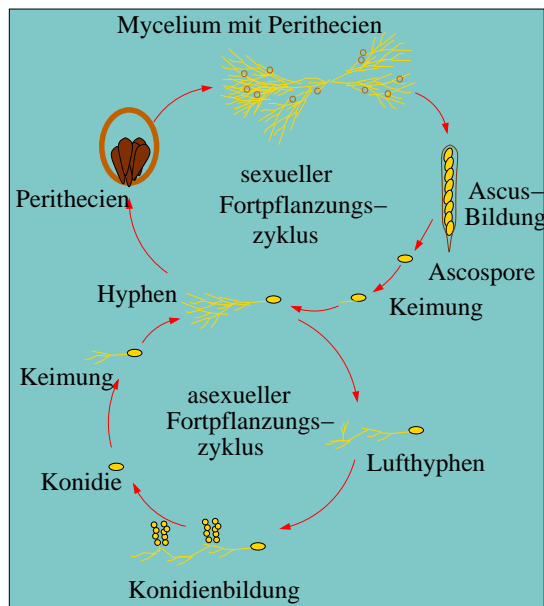 Mycelium mit Perithecien
sexueller
Fortpflanzungs–
zyklus
Ascus–
Bildung
Perithecien
Ascospore
Hyphen
Keimung
Keimung
asexueller
Fortpflanzungs–
zyklus
Lufthyphen
Konidie
Konidienbildung